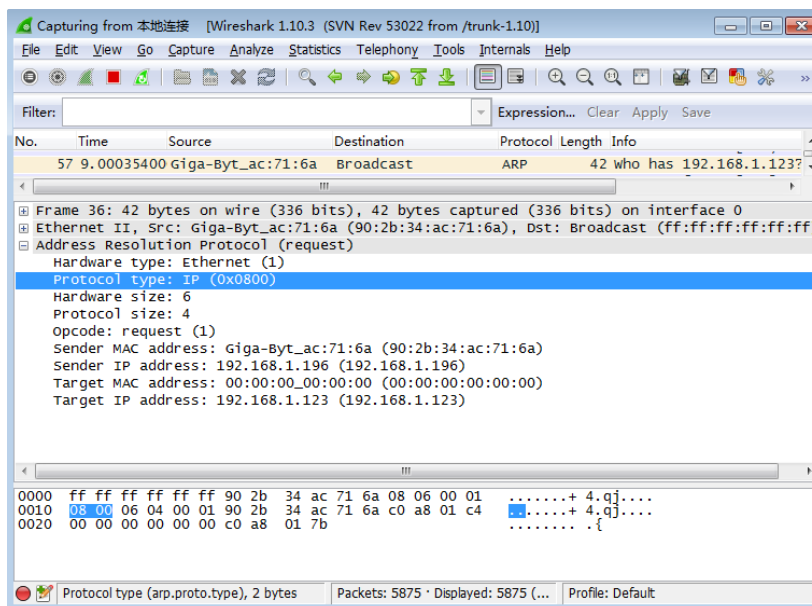 Capturing from 本地连接 [Wireshark 1.10.3 (SVN Rev 53022 from /trunk-1.10)]
File Edit View Go Capture Analyze Statistics Telephony Tools Internals Help
Filter: Expression... Clear Apply Save
No. Time Source Destination Protocol Length Info
57 9.00035400 Giga-Byt_ac:71:6a Broadcast ARP 42 who has 192.168.1.123?
Frame 36: 42 bytes on wire (336 bits), 42 bytes captured (336 bits) on interface 0
Ethernet II, Src: Giga-Byt_ac:71:6a (90:2b:34:ac:71:6a), Dst: Broadcast (ff:ff:ff:ff:ff:ff
Address Resolution Protocol (request)
Hardware type: Ethernet (1)
Protocol type: IP (0x0800)
Hardware size: 6
Protocol size: 4
Opcode: request (1)
Sender MAC address: Giga-Byt_ac:71:6a (90:2b:34:ac:71:6a)
Sender IP address: 192.168.1.196 (192.168.1.196)
Target MAC address: 00:00:00_00:00:00 (00:00:00:00:00:00)
Target IP address: 192.168.1.123 (192.168.1.123)
0000 ff ff ff ff ff ff 90 2b 34 ac 71 6a 08 06 00 01 .......+ 4.qj....
0010 08 00 06 04 00 01 90 2b 34 ac 71 6a c0 a8 01 c4 .......+ 4.qj....
0020 00 00 00 00 00 00 c0 a8 01 7b ........ .{
Protocol type (arp.proto.type), 2 bytes Packets: 5875 · Displayed: 5875 (... Profile: Default